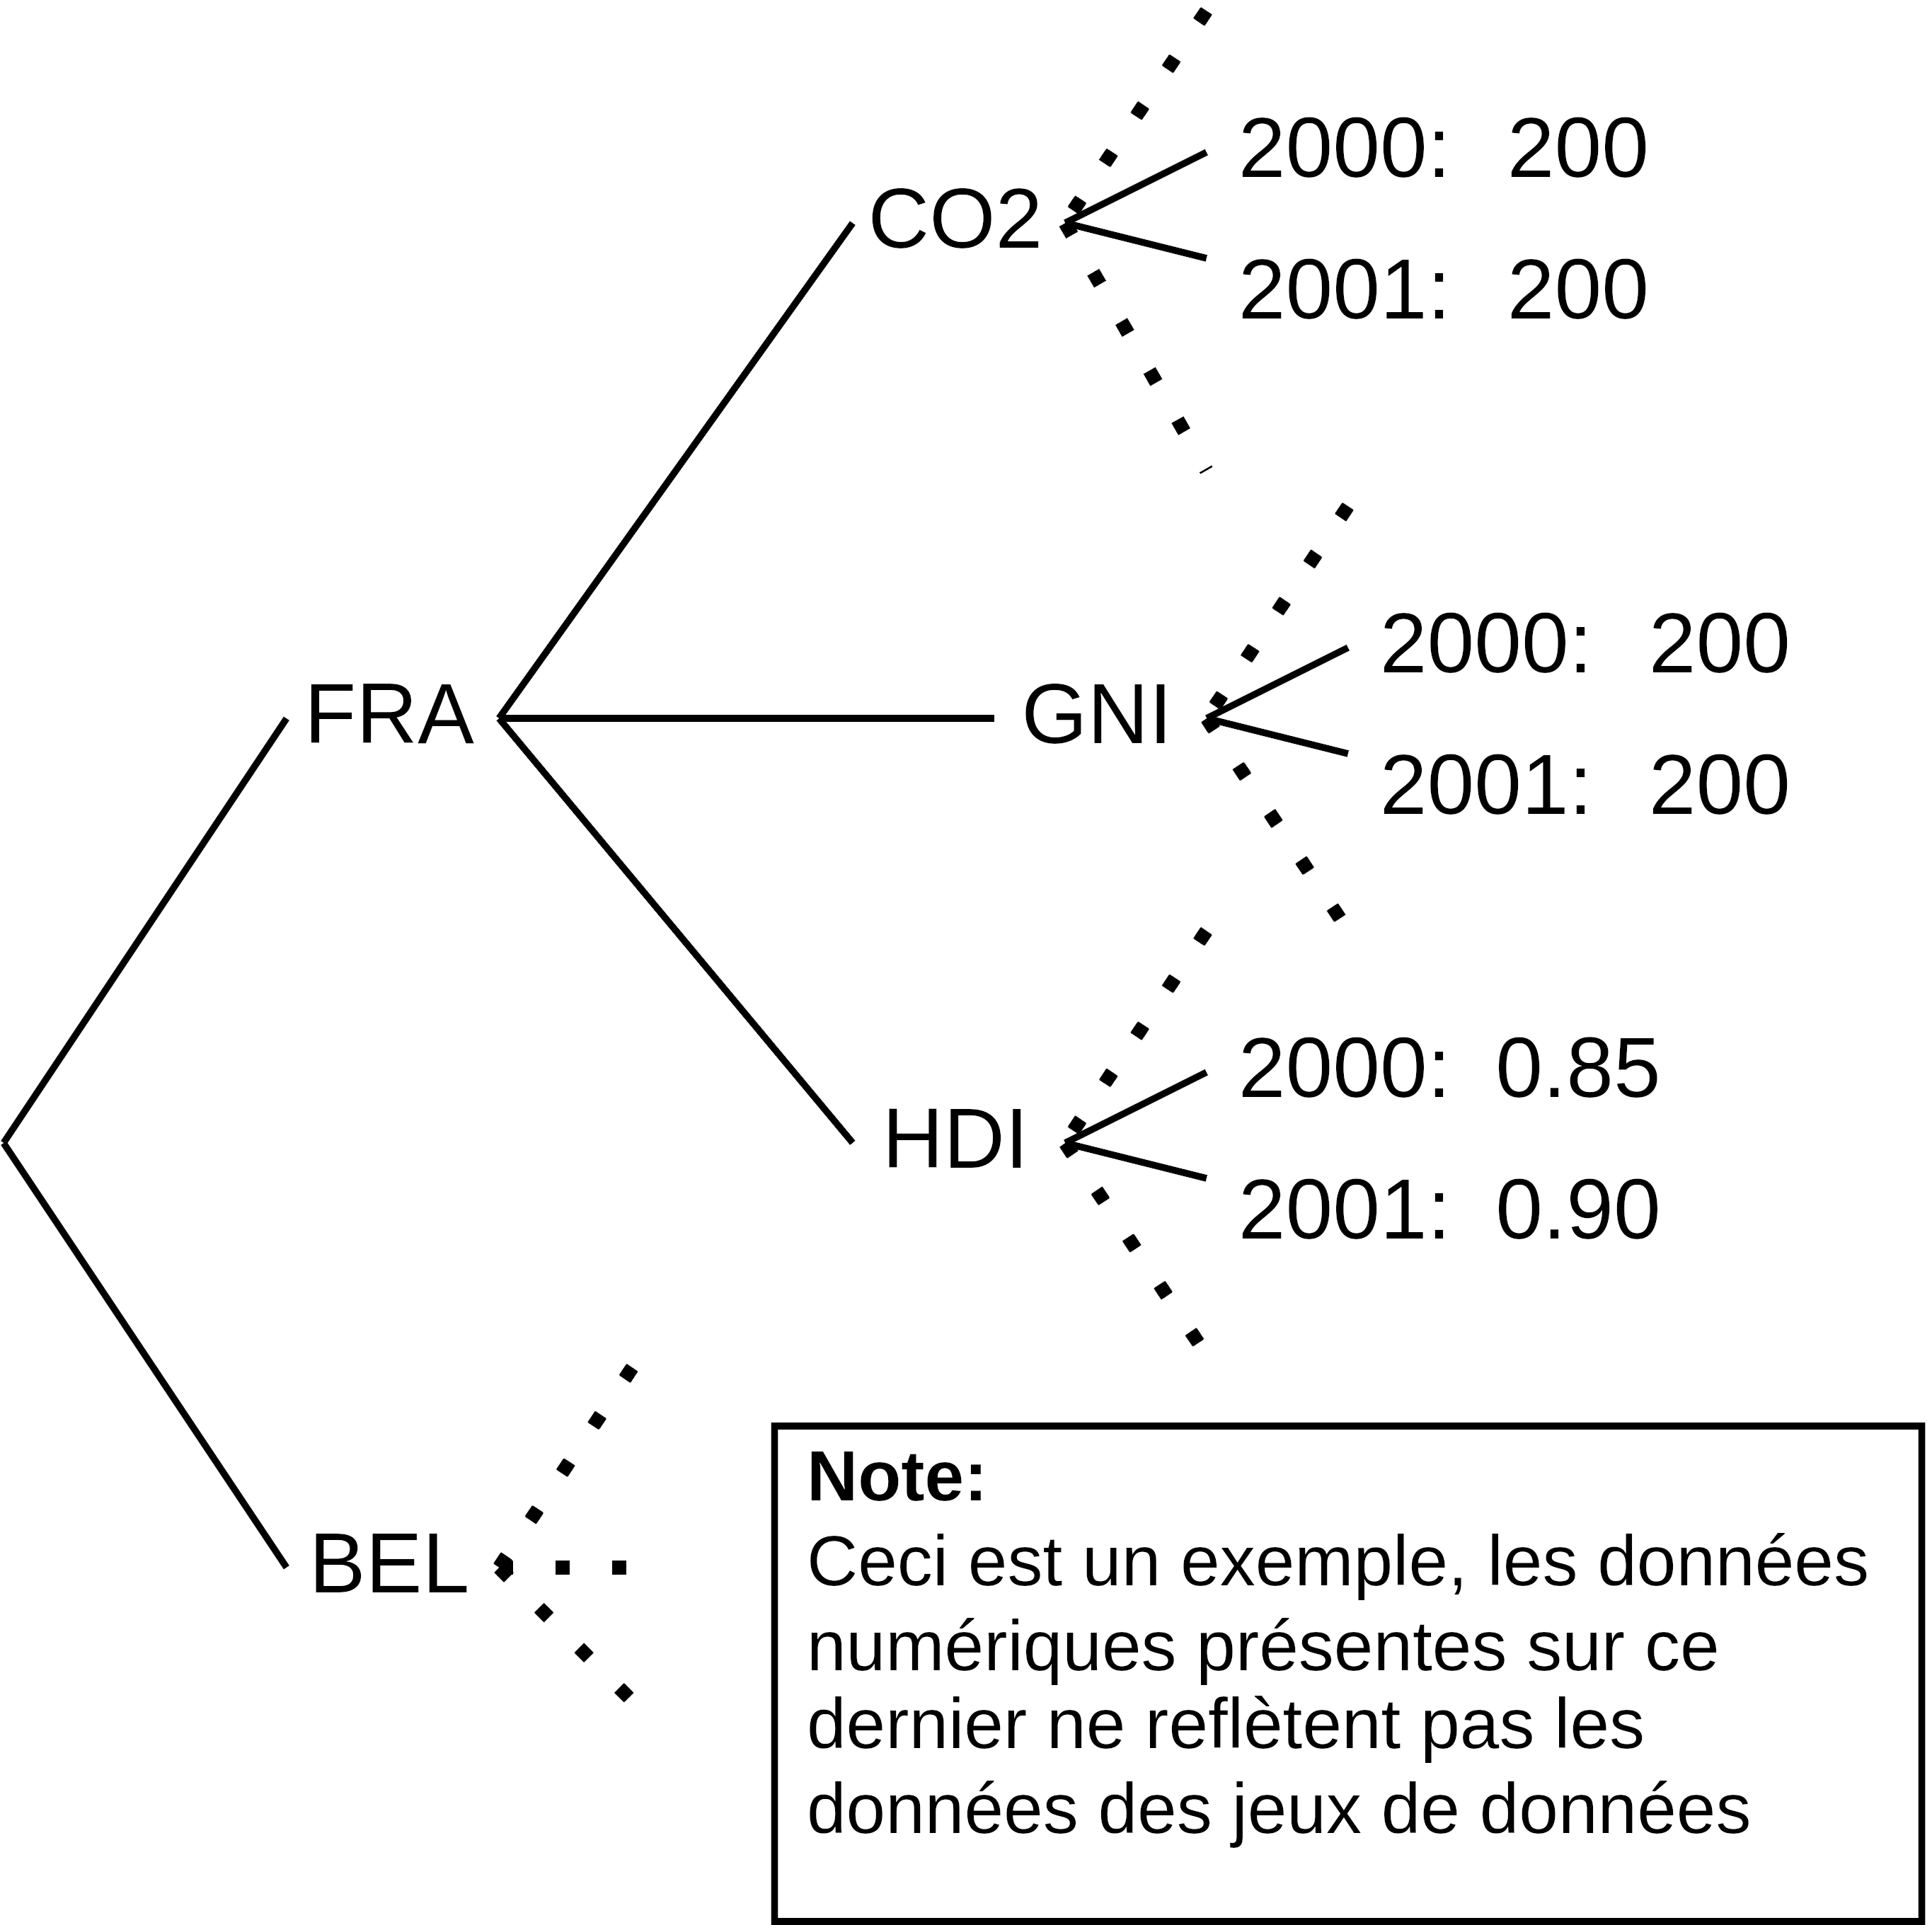 2000: 200
CO2
2001: 200
2000: 200
FRA
GNI
2001: 200
2000: 0.85
HDI
2001: 0.90
BEL
Note:
Ceci est un exemple, les données
numériques présentes sur ce
dernier ne reflètent pas les
données des jeux de données